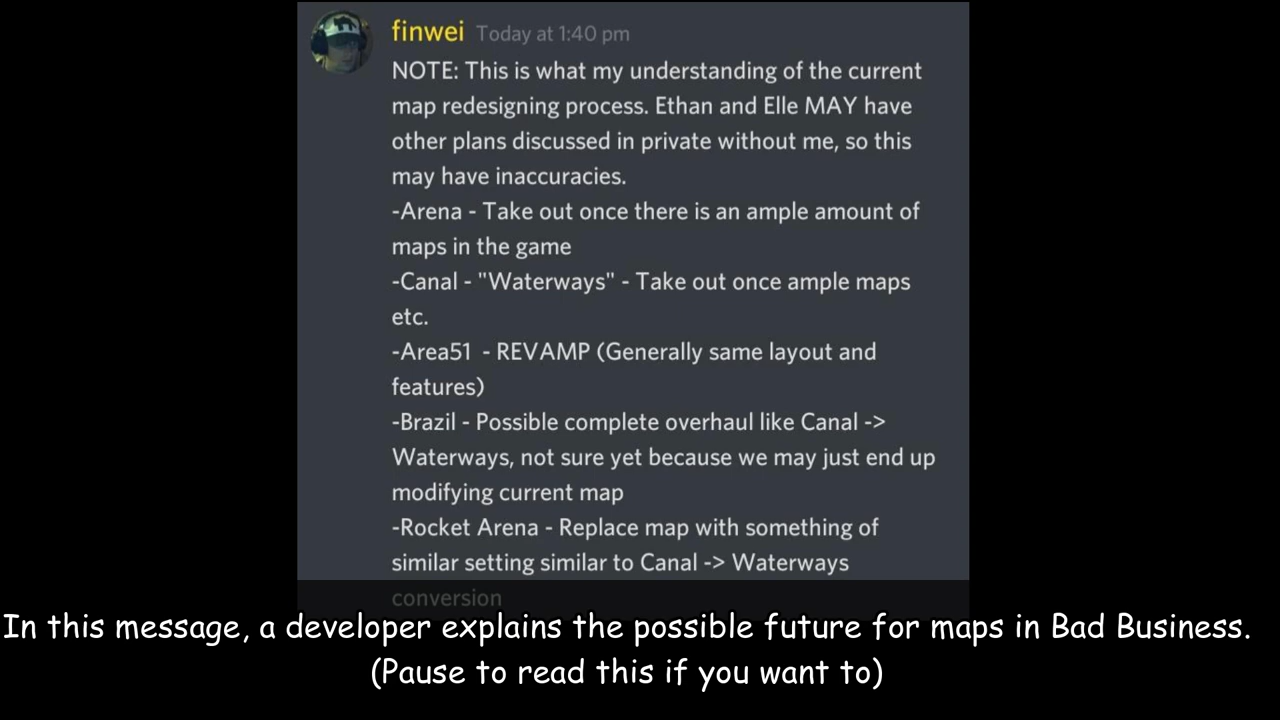 finwei Today at 1:40 pm
NOTE: This is what my understanding of the current
map redesigning process. Ethan and Elle MAY have
other plans discussed in private without me, so this
may have inaccuracies.
-Arena - Take out once there is an ample amount of
maps in the game
-Canal - "Waterways" - Take out once ample maps
etc.
-Area51 - REVAMP (Generally same layout and
features)
-Brazil - Possible complete overhaul like Canal ->
Waterways, not sure yet because we may just end up
modifying current map
-Rocket Arena - Replace map with something of
similar setting similar to Canal -> Waterways
conversion
In this message, a developer explains the possible future for maps in Bad Business.
(Pause to read this if you want to)